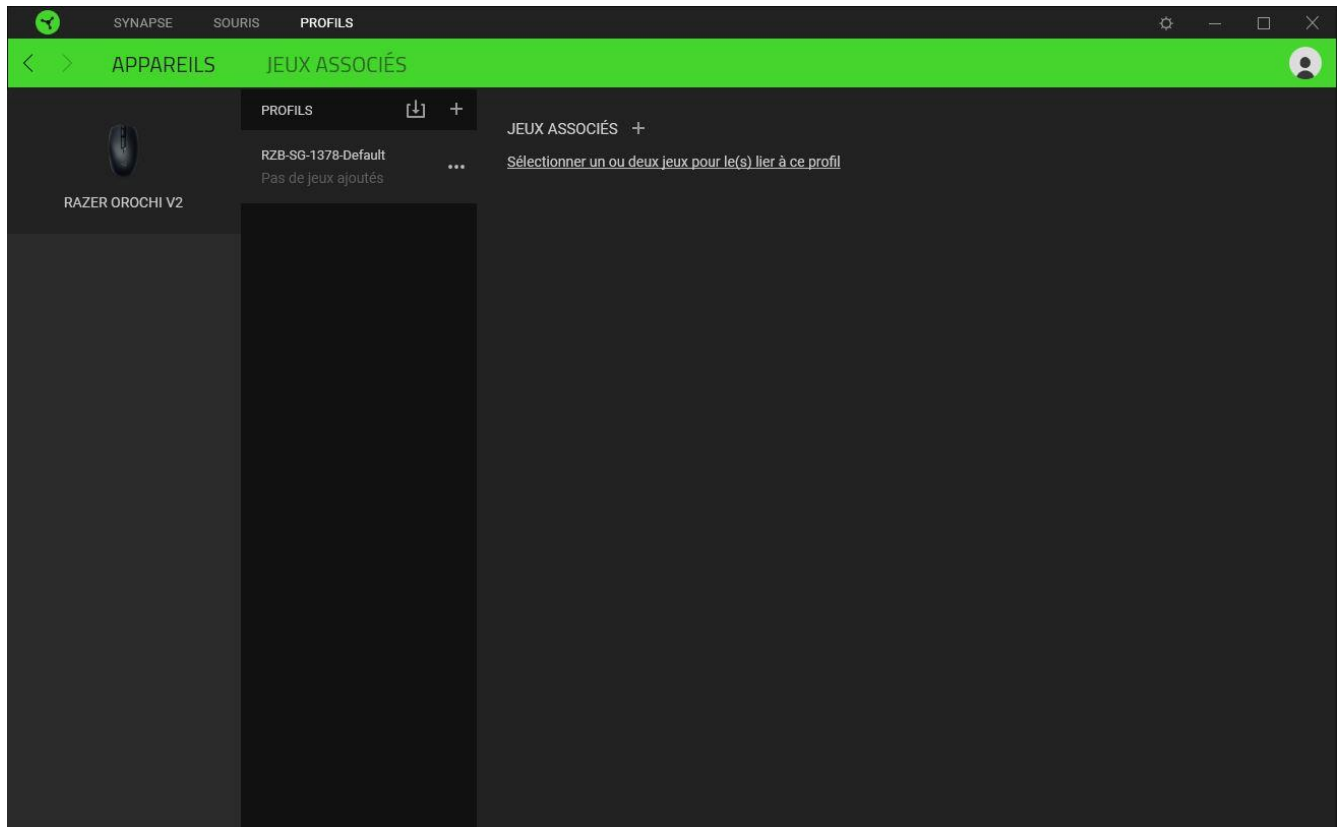 SYNAPSE SOURIS PROFILS
APPAREILS JEUX ASSOCIÉS
PROFILS
RZB-SG-1378-Default
Pas de jeux ajoutés
RAZER OROCHI V2
JEUX ASSOCIÉS +
Sélectionner un ou deux jeux pour le(s) lier à ce profil